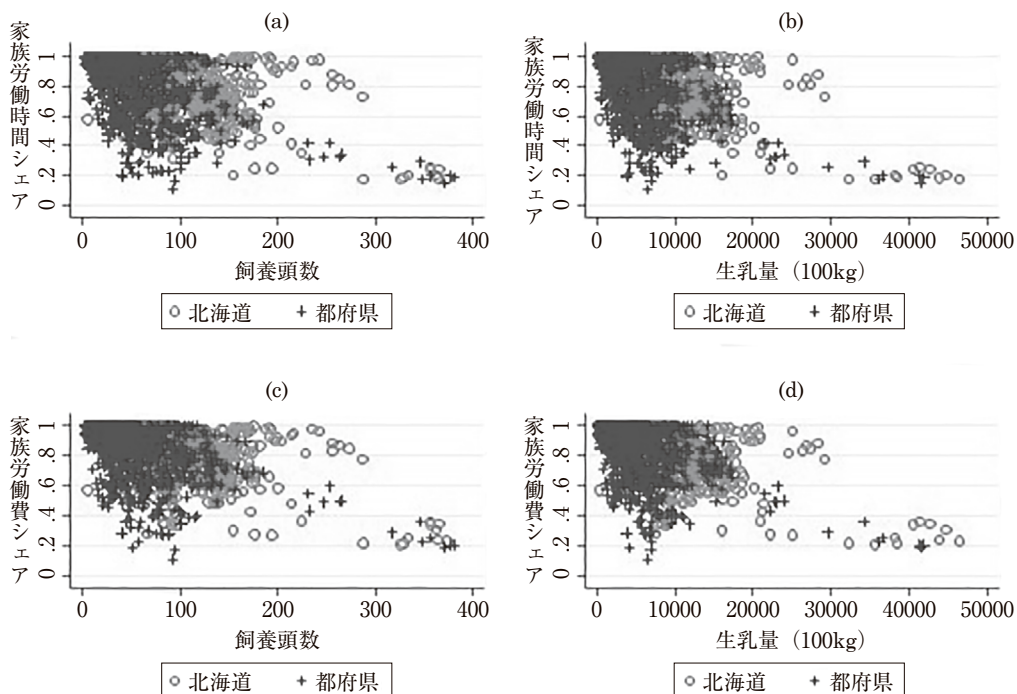 (a)
家族労働時間シェア
1
.8
.6
.4
.2
0
0 100 200 300 400
飼養頭数
北海道 都府県
(b)
家族労働時間シェア
1
.8
.6
.4
.2
0
0 10000 20000 30000 40000 50000
生乳量（100kg）
北海道 都府県
(c)
家族労働費シェア
1
.8
.6
.4
.2
0
0 100 200 300 400
飼養頭数
北海道 都府県
(d)
家族労働費シェア
1
.8
.6
.4
.2
0
0 10000 20000 30000 40000 50000
生乳量（100kg）
北海道 都府県